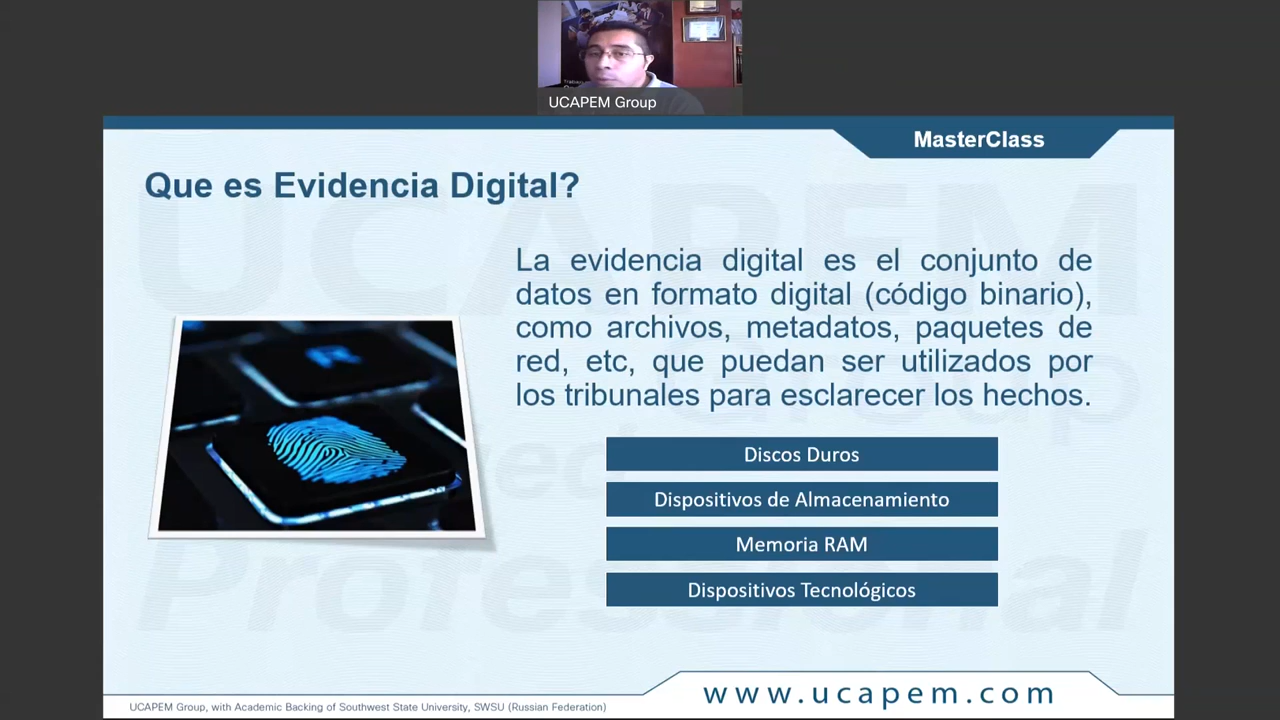 UCAPEM Group
MasterClass
Que es Evidencia Digital?
La evidencia digital es el conjunto de
datos en formato digital (código binario),
como archivos, metadatos, paquetes de
red, etc, que puedan ser utilizados por
los tribunales para esclarecer los hechos.
R
Discos Duros
Dispositivos de Almacenamiento
Memoria RAM
Dispositivos Tecnológicos
UCAPEM
Group
Professional
www.ucapem.com
UCAPEM Group, with Academic Backing of Southwest State University, SWSU (Russian Federation)